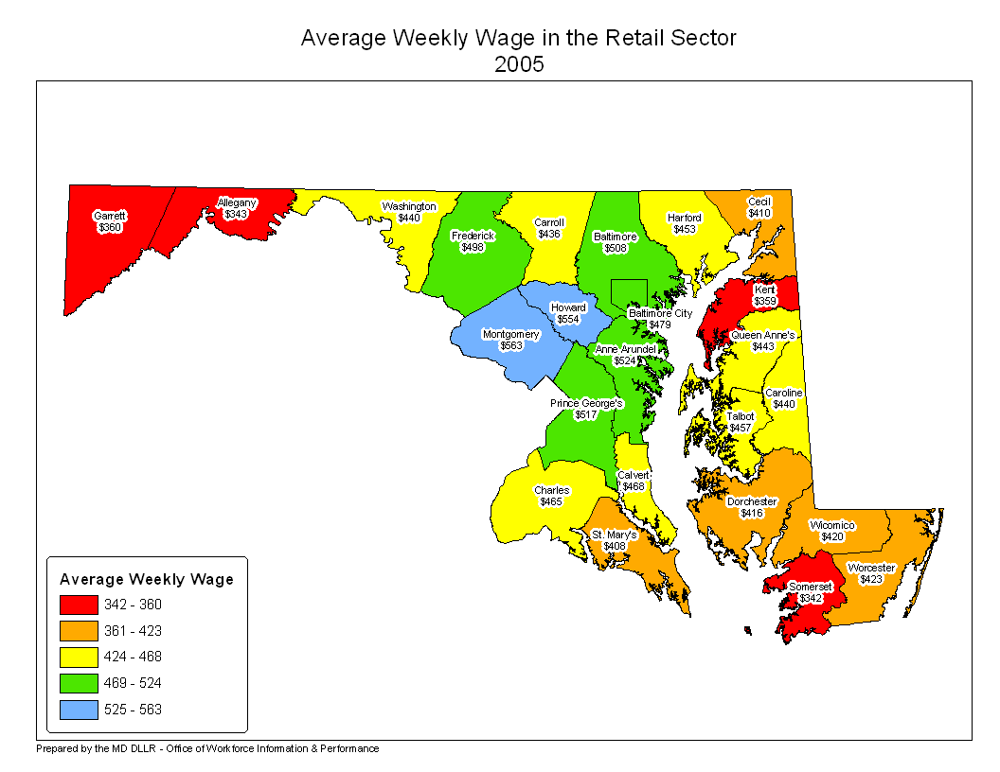 Average Weekly Wage in the Retail Sector
2005
Garrett
$360
Allegany
$343
Washington
$440
Frederick
$498
Carroll
$436
Baltimore
$508
Harford
$453
Cecil
$410
Kent
$359
Howard
$554
Baltimore City
$479
Montgomery
$563
Queen Anne's
$443
Anne Arundel
$524
Caroline
$440
Prince George's
$517
Talbot
$457
Calvert
$468
Charles
$465
Dorchester
$416
Wicomico
$420
St. Mary's
$408
Worcester
$423
Somerset
$342
Average Weekly Wage
342 - 360
361 - 423
424 - 468
469 - 524
525 - 563
Prepared by the MD DLLR - Office of Workforce Information & Performance